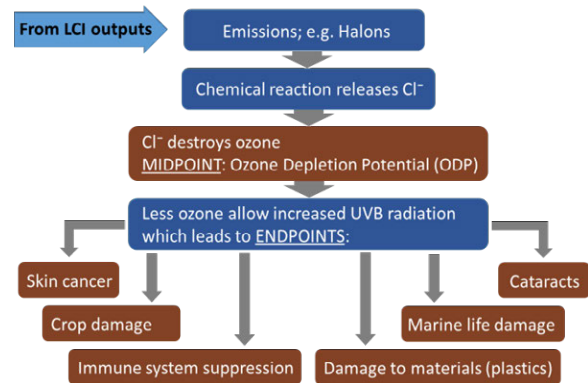 From LCI outputs
Emissions; e.g. Halons
Chemical reaction releases Cl⁻
Cl⁻ destroys ozone
MIDPOINT: Ozone Depletion Potential (ODP)
Less ozone allow increased UVB radiation
which leads to ENDPOINTS:
Skin cancer
Cataracts
Crop damage
Marine life damage
Immune system suppression
Damage to materials (plastics)